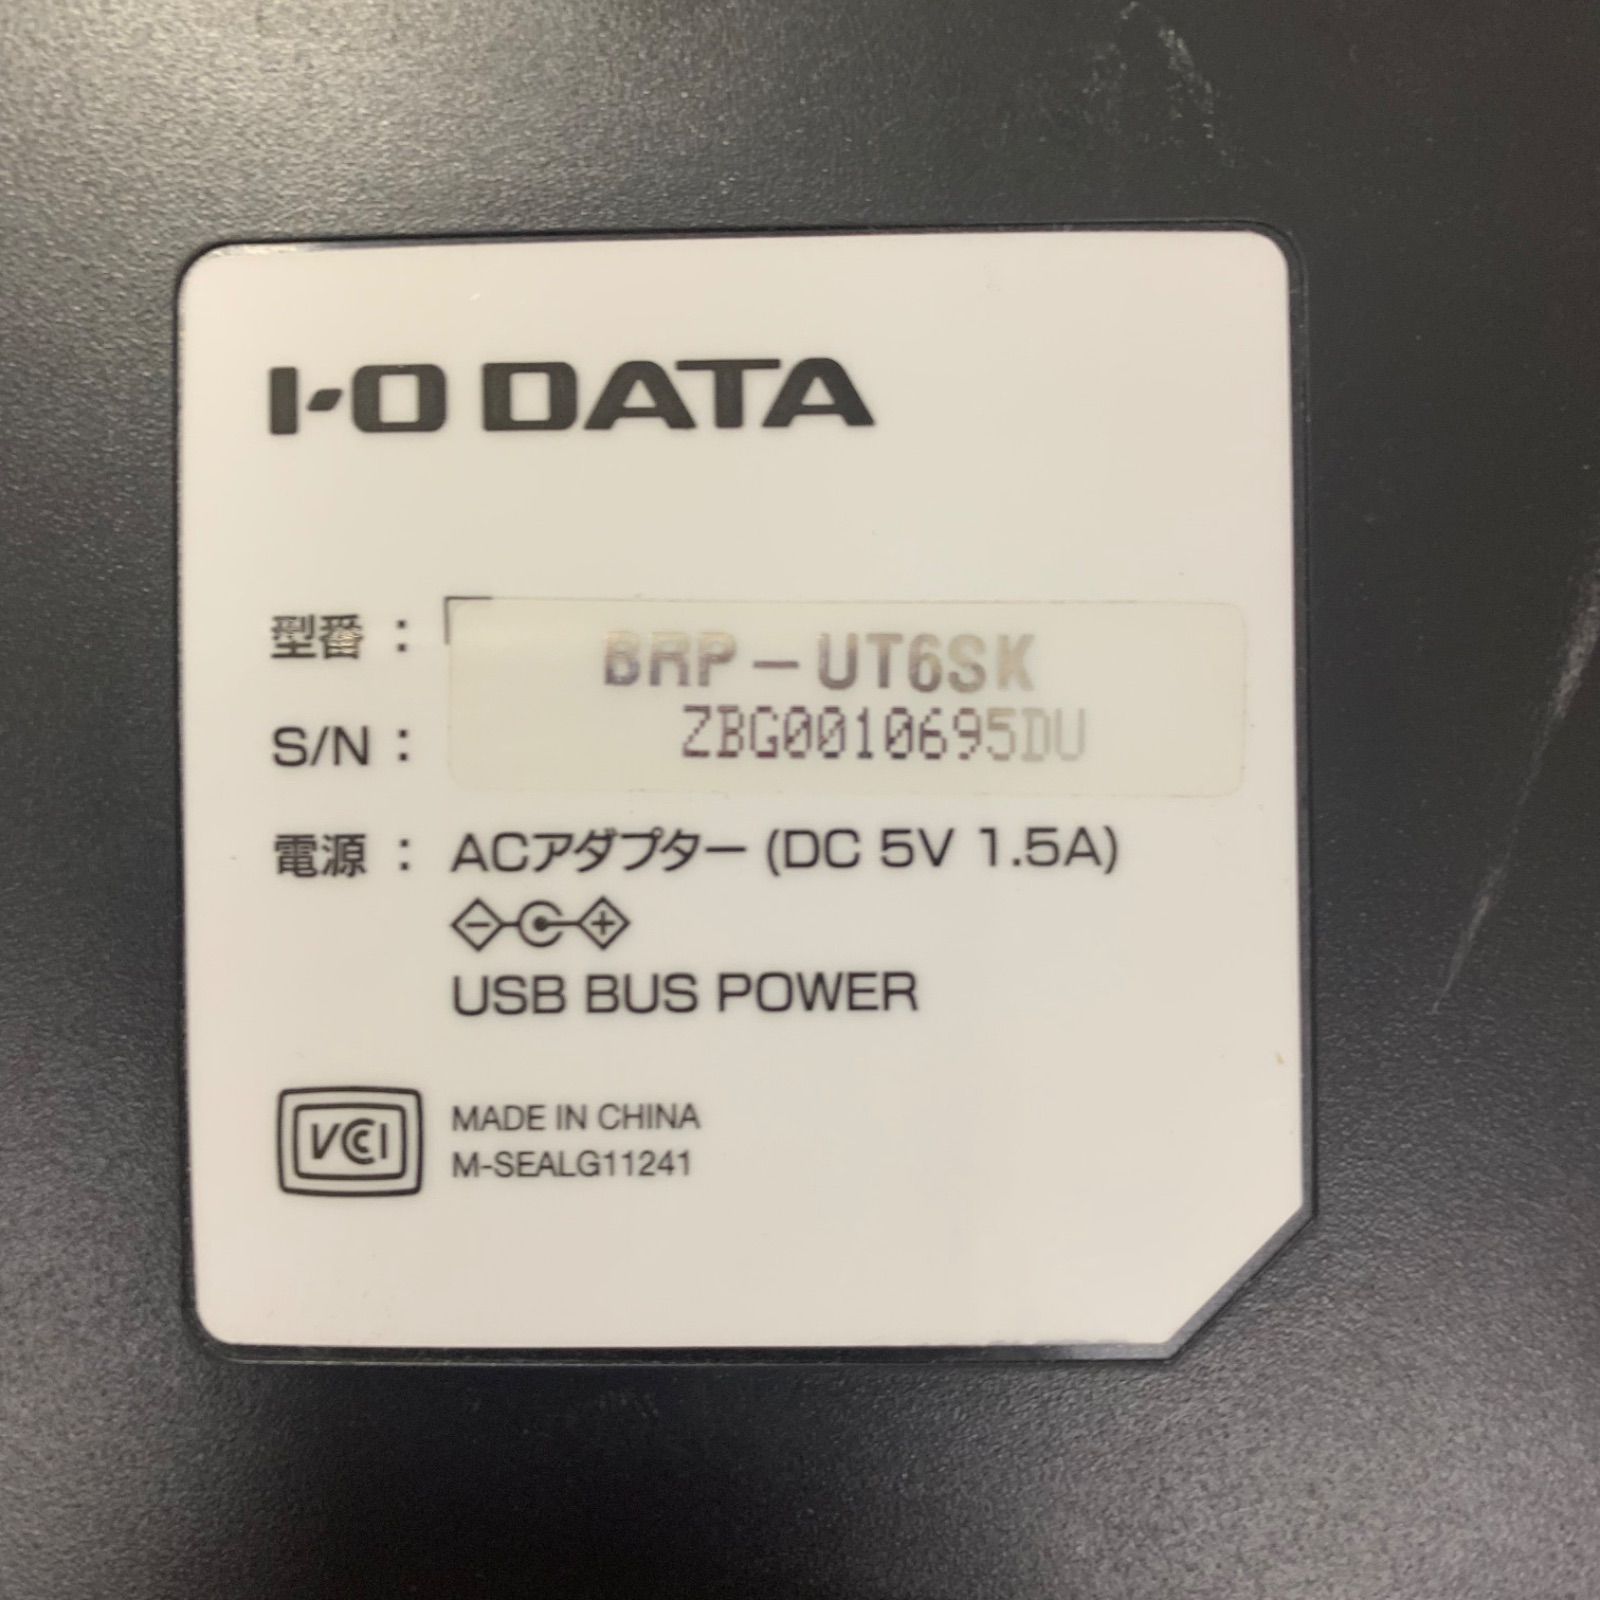 I-O DATA
型番 : BRP-UT6SK
S/N : ZBG0010695DU
電源 : ACアダプター (DC 5V 1.5A)
USB BUS POWER
VCCI
MADE IN CHINA
M-SEALG11241